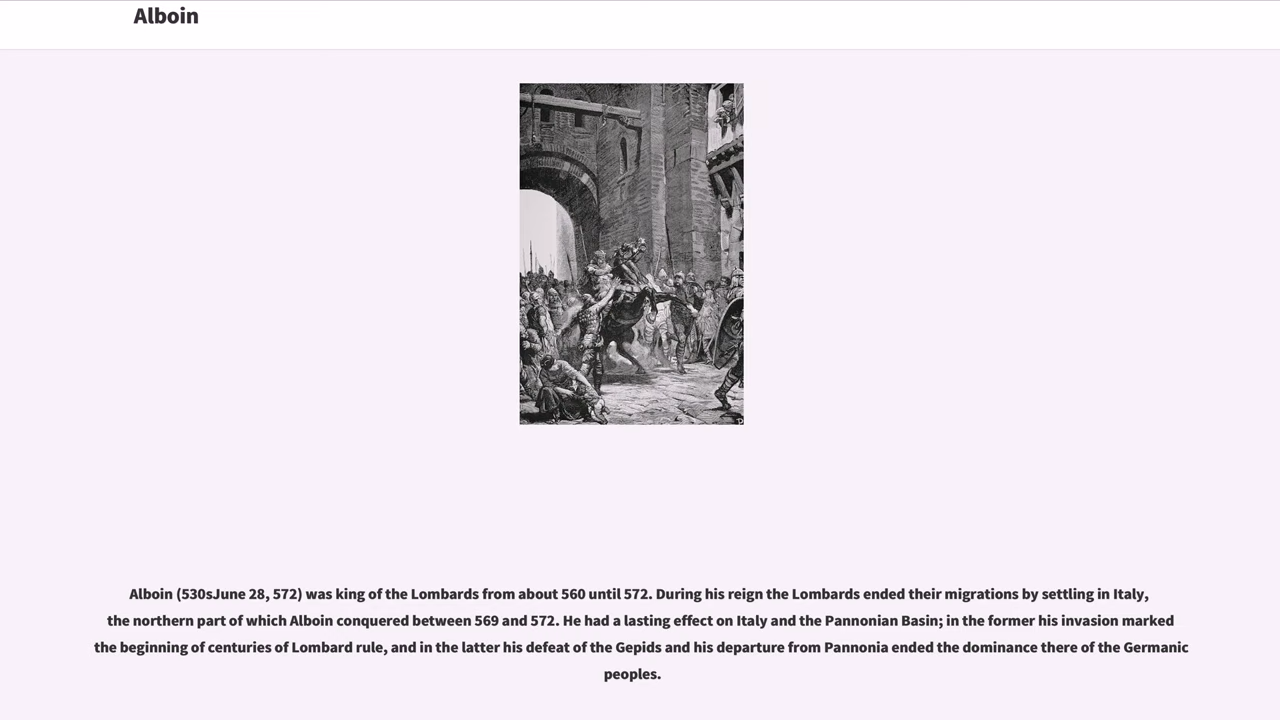 Alboin
Alboin (530sJune 28, 572) was king of the Lombards from about 560 until 572. During his reign the Lombards ended their migrations by settling in Italy,
the northern part of which Alboin conquered between 569 and 572. He had a lasting effect on Italy and the Pannonian Basin; in the former his invasion marked
the beginning of centuries of Lombard rule, and in the latter his defeat of the Gepids and his departure from Pannonia ended the dominance there of the Germanic
peoples.